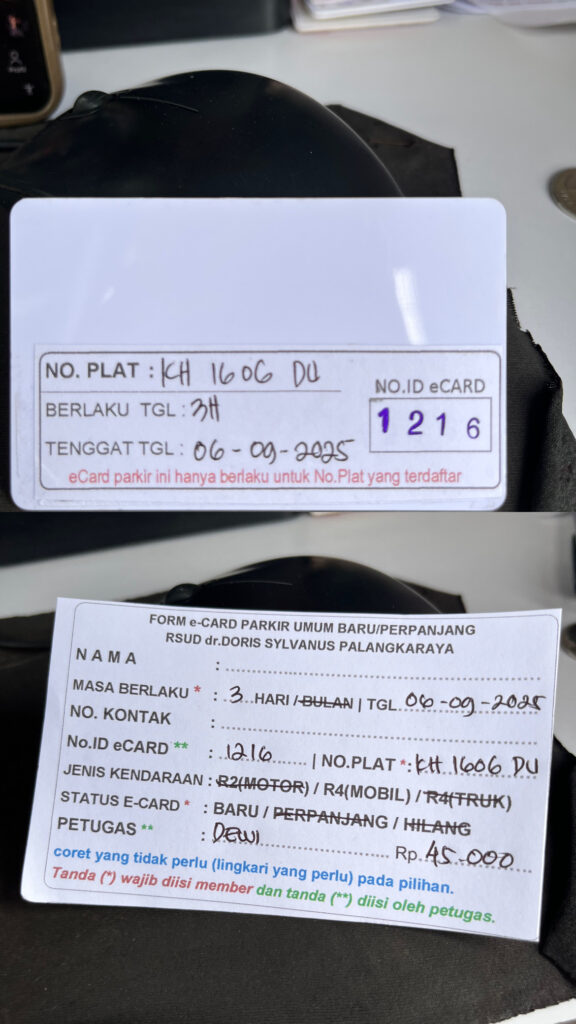 NO. PLAT : KH 1606 DU
BERLAKU TGL : 3H
TENGGAT TGL : 06-09-2025
NO.ID eCARD
1 2 1 6
eCard parkir ini hanya berlaku untuk No.Plat yang terdaftar
FORM e-CARD PARKIR UMUM BARU/PERPANJANG
RSUD dr.DORIS SYLVANUS PALANGKARAYA
N A M A :
MASA BERLAKU * : 3 HARI / BULAN | TGL 06-09-2025
NO. KONTAK :
No.ID eCARD ** : 1216 | NO.PLAT *: KH 1606 DU
JENIS KENDARAAN : R2(MOTOR) / R4(MOBIL) / R4(TRUK)
STATUS E-CARD * : BARU / PERPANJANG / HILANG
PETUGAS ** : DEWI Rp. 45.000
coret yang tidak perlu (lingkari yang perlu) pada pilihan.
Tanda (*) wajib diisi member dan tanda (**) diisi oleh petugas.